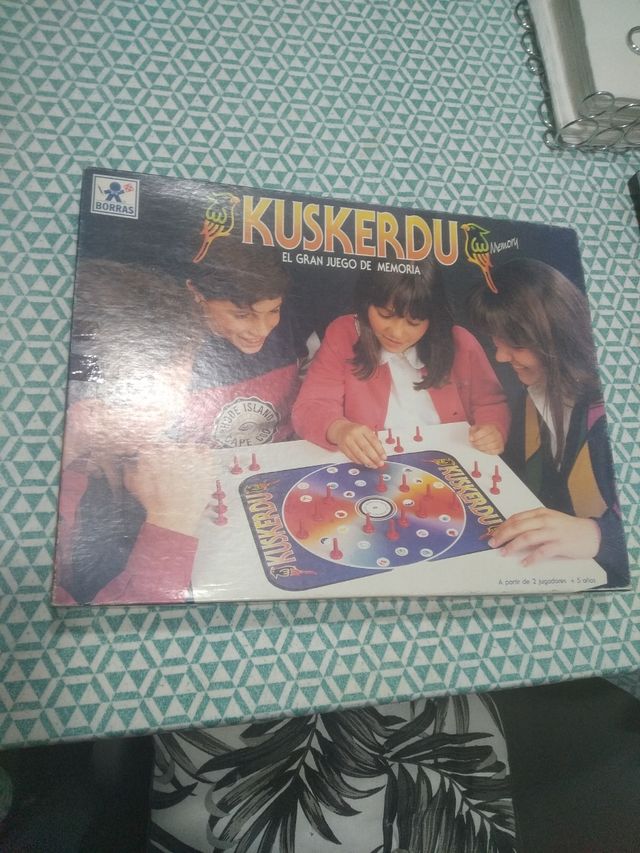 BORRAS
KUSKERDU
Memory
EL GRAN JUEGO DE MEMORIA
RHODE ISLAND
CAPE COD
KUSKERDU
KUSKERDU
A partir de 2 jugadores + 5 años